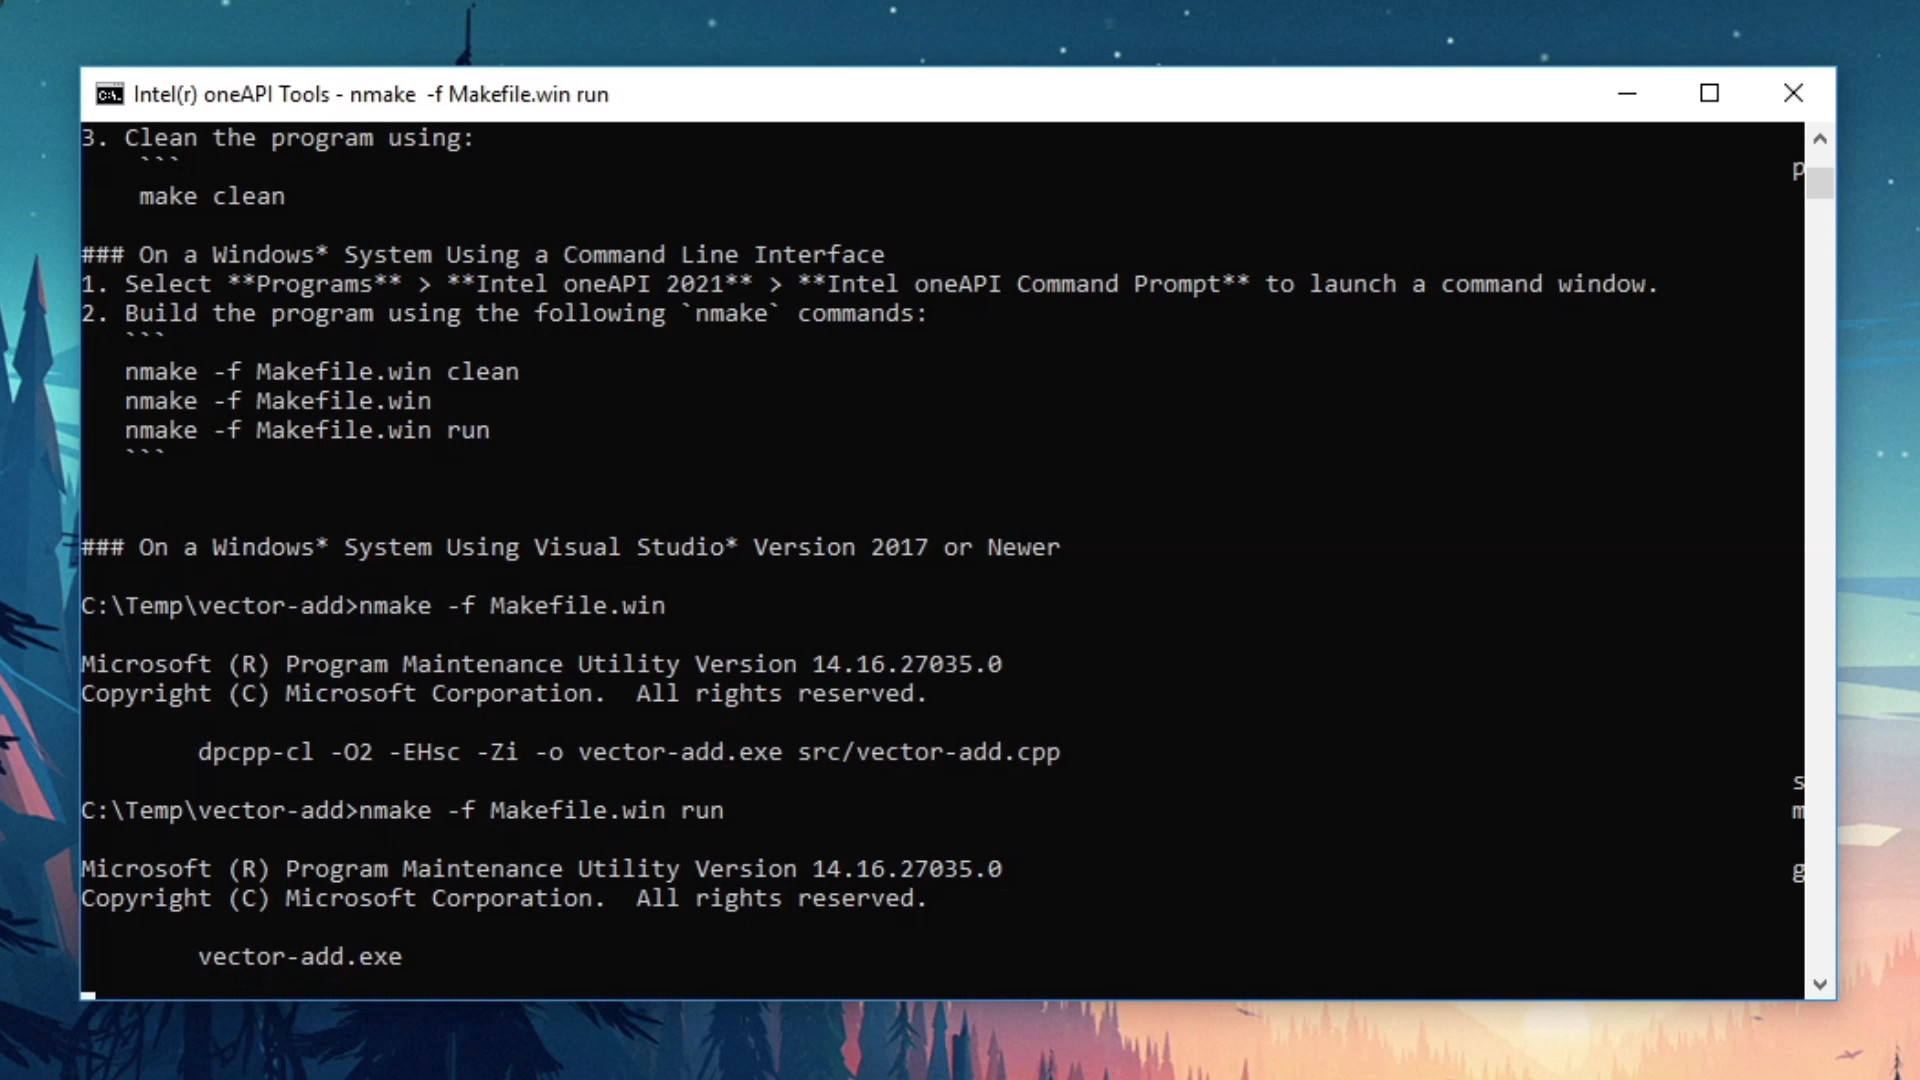 Intel(r) oneAPI Tools - nmake  -f Makefile.win run
3. Clean the program using:
    ```
    make clean
### On a Windows* System Using a Command Line Interface
1. Select **Programs** > **Intel oneAPI 2021** > **Intel oneAPI Command Prompt** to launch a command window.
2. Build the program using the following `nmake` commands:
   ```
   nmake -f Makefile.win clean
   nmake -f Makefile.win
   nmake -f Makefile.win run
   ```
### On a Windows* System Using Visual Studio* Version 2017 or Newer
C:\Temp\vector-add>nmake -f Makefile.win
Microsoft (R) Program Maintenance Utility Version 14.16.27035.0
Copyright (C) Microsoft Corporation.  All rights reserved.
        dpcpp-cl -O2 -EHsc -Zi -o vector-add.exe src/vector-add.cpp
C:\Temp\vector-add>nmake -f Makefile.win run
Microsoft (R) Program Maintenance Utility Version 14.16.27035.0
Copyright (C) Microsoft Corporation.  All rights reserved.
        vector-add.exe